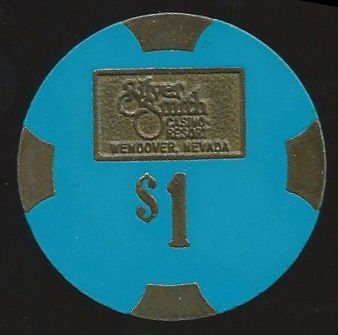 Silver
Smith
CASINO
RESORT
WENDOVER, NEVADA
$1